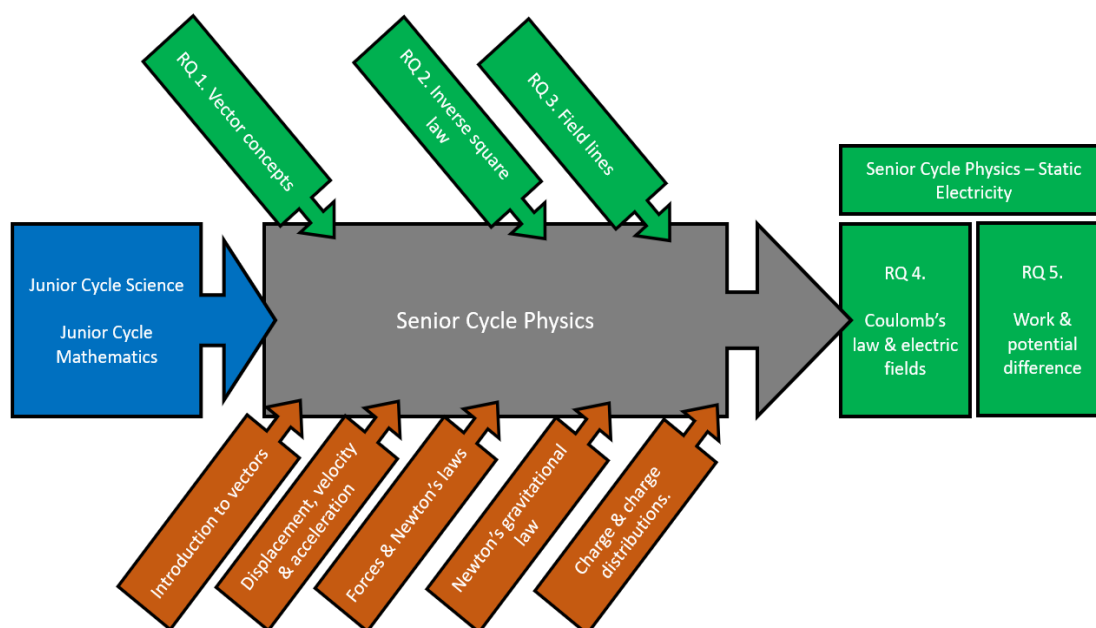 RQ 1. Vector concepts
RQ 2. Inverse square
law
RQ 3. Field lines
Senior Cycle Physics – Static
Electricity
Junior Cycle Science
Junior Cycle
Mathematics
Senior Cycle Physics
RQ 4.
Coulomb's
law & electric
fields
RQ 5.
Work &
potential
difference
Introduction to vectors
Displacement, velocity
& acceleration
Forces & Newton's laws
Newton's gravitational
law
Charge & charge
distributions.